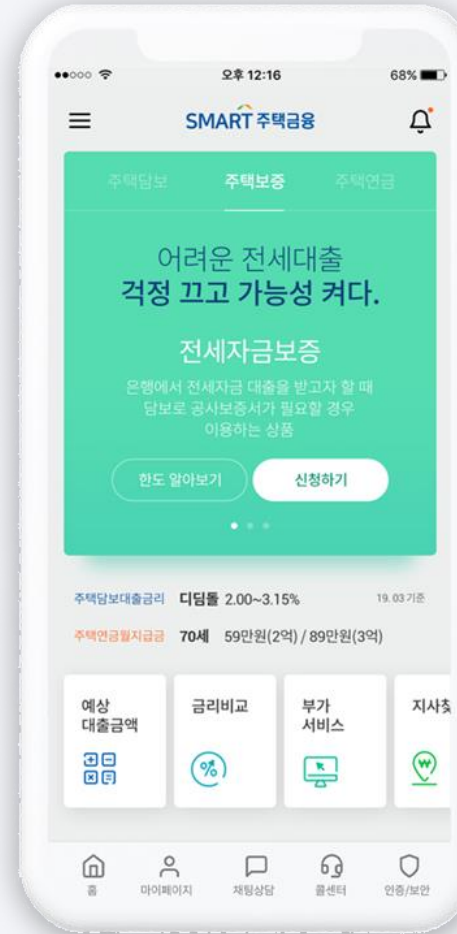 오후 12:16
68%
SMART 주택금융
주택담보
주택보증
주택연금
어려운 전세대출
걱정 끄고 가능성 켜다.
전세자금보증
은행에서 전세자금 대출을 받고자 할 때
담보로 공사보증서가 필요할 경우
이용하는 상품
한도 알아보기
신청하기
주택담보대출금리 디딤돌 2.00~3.15% 19. 03 기준
주택연금월지급금 70세 59만원(2억) / 89만원(3억)
예상
대출금액
금리비교
부가
서비스
지사찾
홈
마이페이지
채팅상담
콜센터
인증/보안